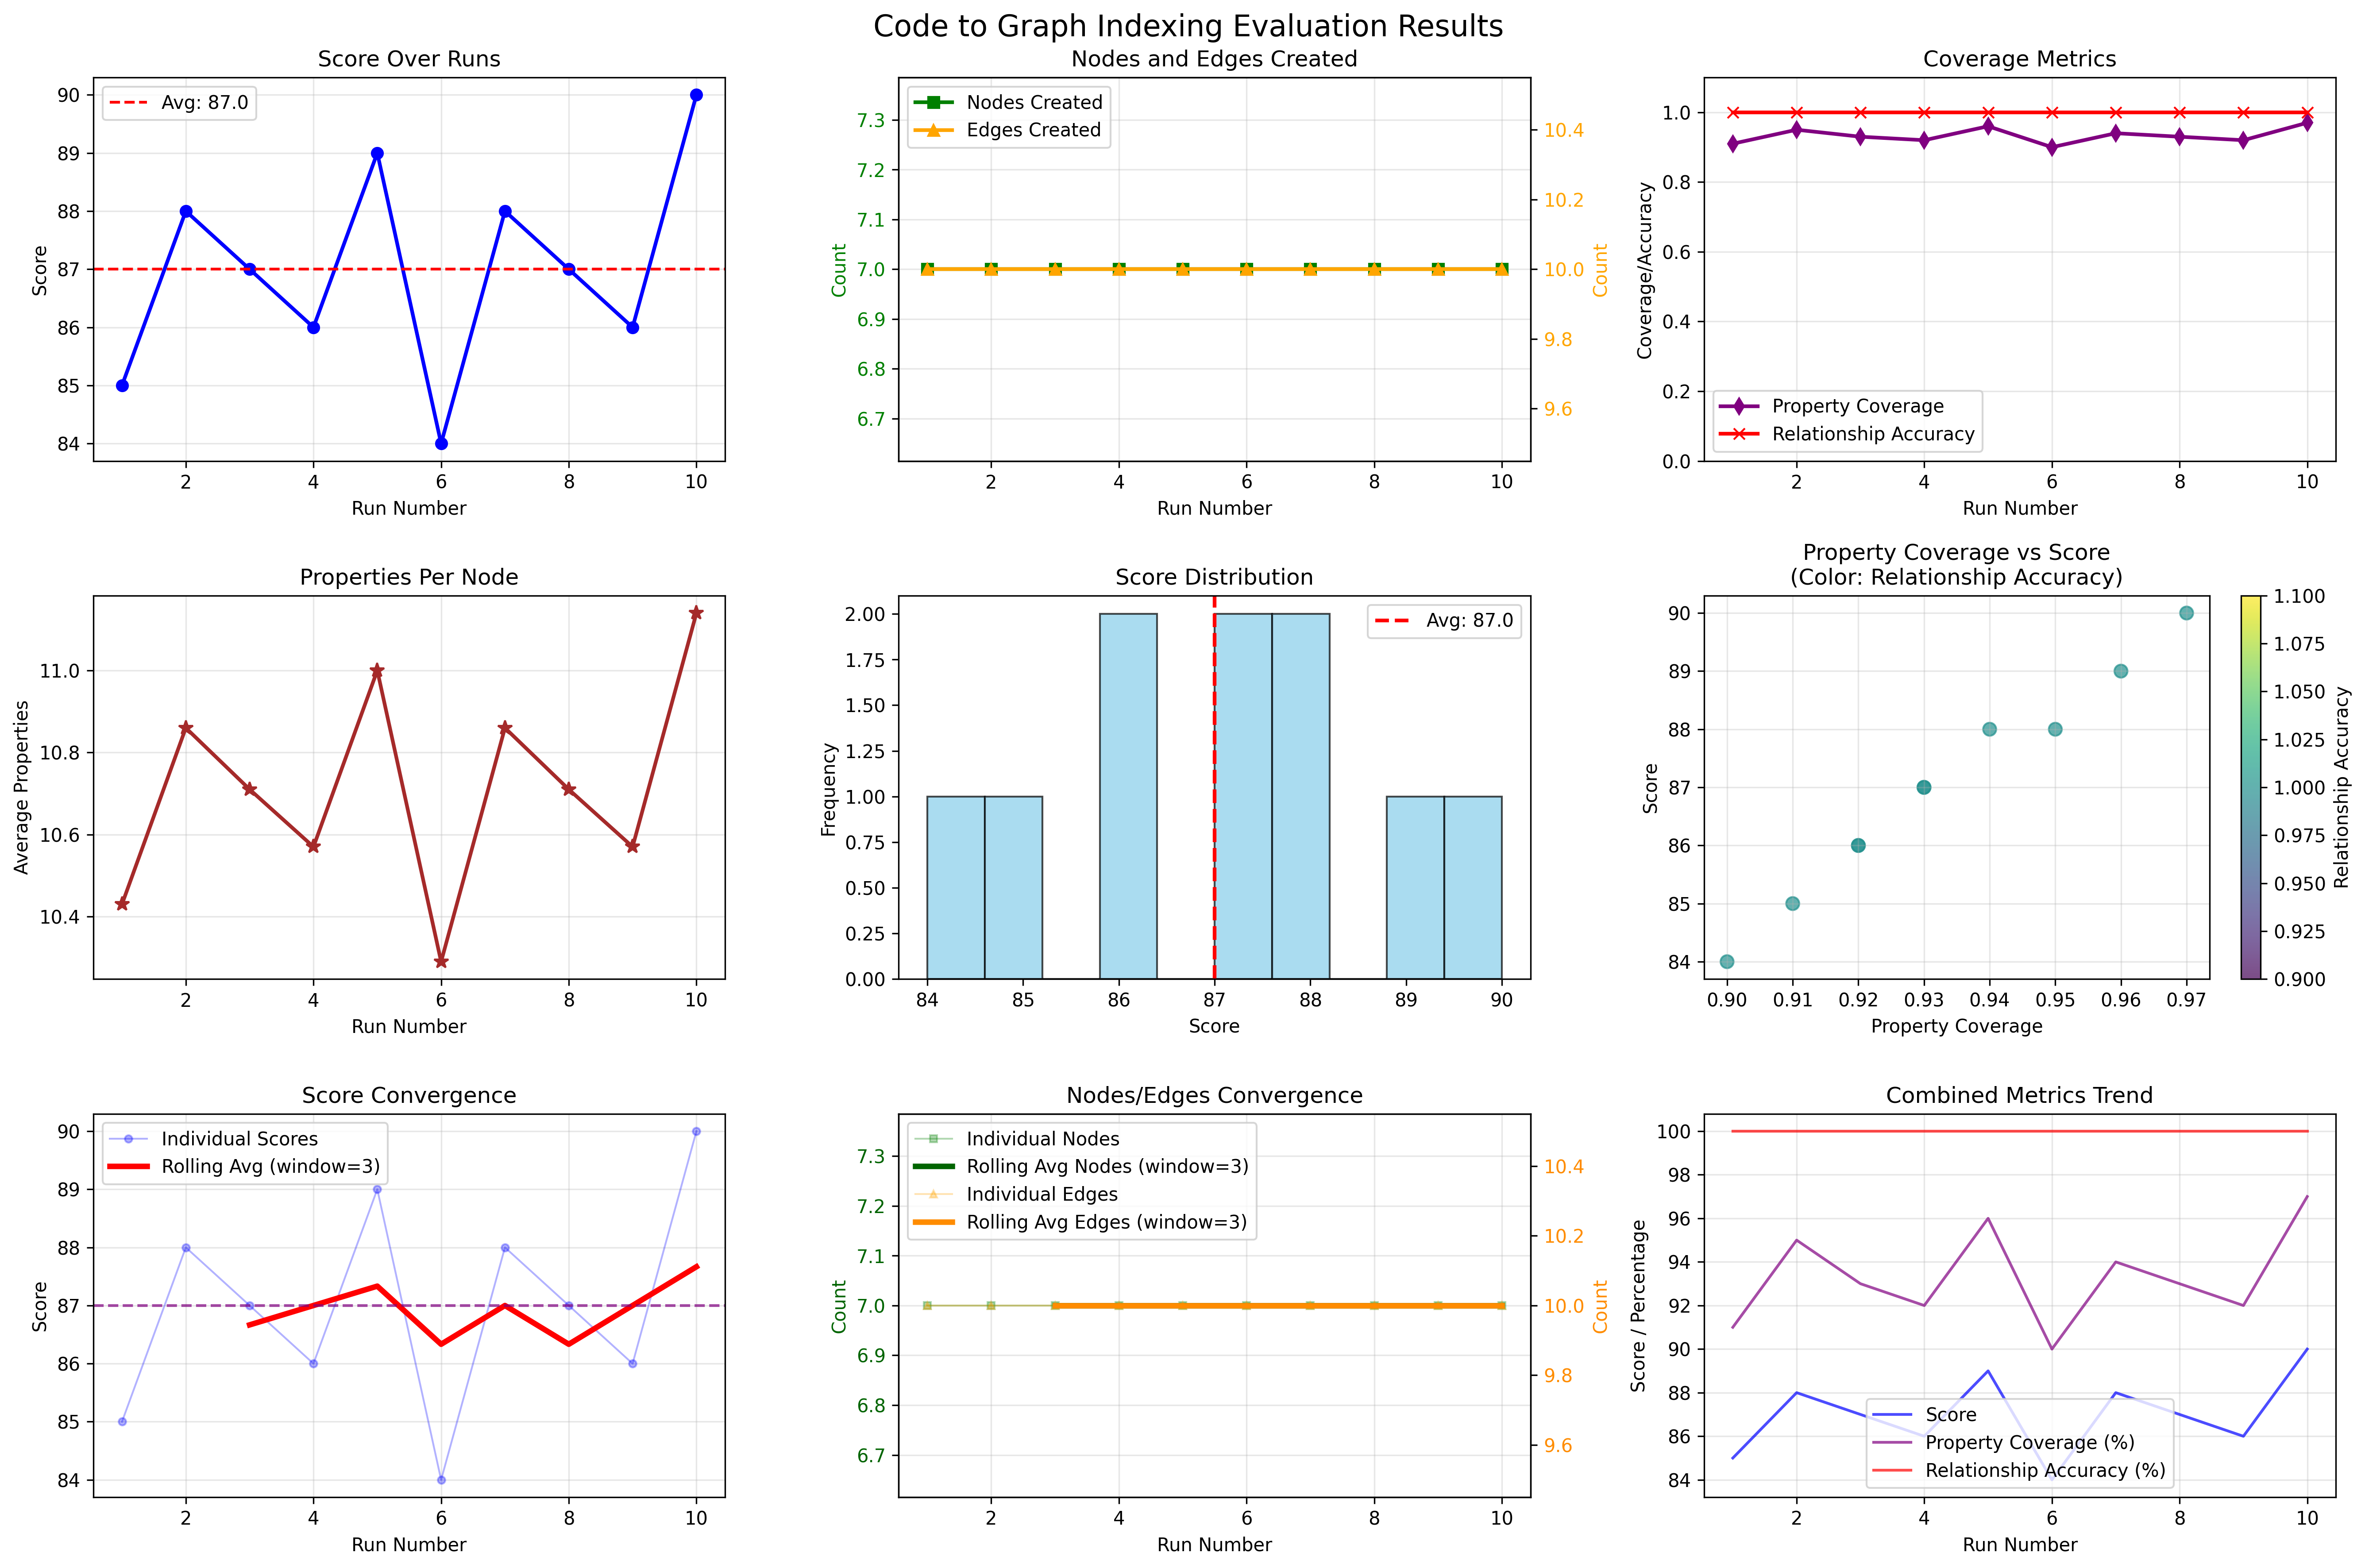 Code to Graph Indexing Evaluation Results
Score Over Runs
Avg: 87.0
90
89
88
87
86
85
84
Score
2 4 6 8 10
Run Number
Nodes and Edges Created
Nodes Created
Edges Created
7.3
7.2
7.1
7.0
6.9
6.8
6.7
Count
10.4
10.2
10.0
9.8
9.6
Count
2 4 6 8 10
Run Number
Coverage Metrics
1.0
0.8
0.6
0.4
0.2
0.0
Coverage/Accuracy
Property Coverage
Relationship Accuracy
2 4 6 8 10
Run Number
Properties Per Node
11.0
10.8
10.6
10.4
Average Properties
2 4 6 8 10
Run Number
Score Distribution
Avg: 87.0
2.00
1.75
1.50
1.25
1.00
0.75
0.50
0.25
0.00
Frequency
84 85 86 87 88 89 90
Score
Property Coverage vs Score
(Color: Relationship Accuracy)
90
89
88
87
86
85
84
Score
0.90 0.91 0.92 0.93 0.94 0.95 0.96 0.97
Property Coverage
1.100
1.075
1.050
1.025
1.000
0.975
0.950
0.925
0.900
Relationship Accuracy
Score Convergence
Individual Scores
Rolling Avg (window=3)
90
89
88
87
86
85
84
Score
2 4 6 8 10
Run Number
Nodes/Edges Convergence
Individual Nodes
Rolling Avg Nodes (window=3)
Individual Edges
Rolling Avg Edges (window=3)
7.3
7.2
7.1
7.0
6.9
6.8
6.7
Count
10.4
10.2
10.0
9.8
9.6
Count
2 4 6 8 10
Run Number
Combined Metrics Trend
100
98
96
94
92
90
88
86
84
Score / Percentage
Score
Property Coverage (%)
Relationship Accuracy (%)
2 4 6 8 10
Run Number